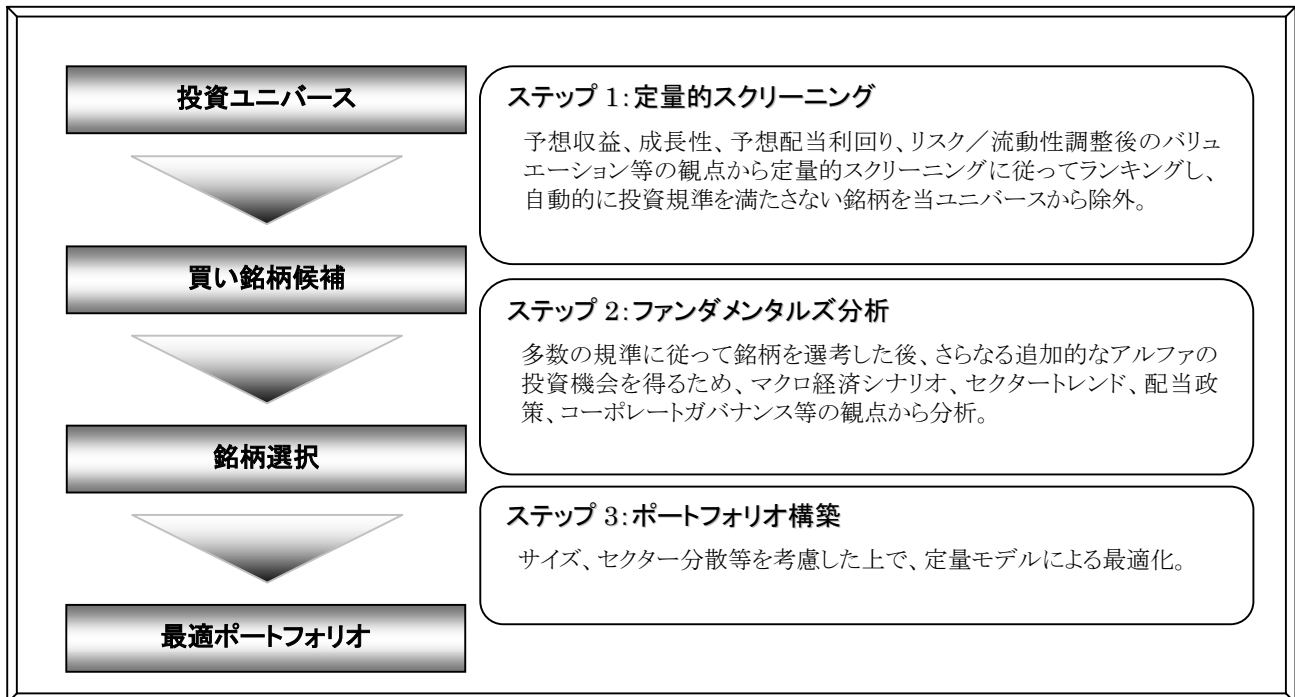 投資ユニバース
ステップ 1:定量的スクリーニング
予想収益、成長性、予想配当利回り、リスク／流動性調整後のバリュ
エーション等の観点から定量的スクリーニングに従ってランキングし、
自動的に投資規準を満たさない銘柄を当ユニバースから除外。
買い銘柄候補
ステップ 2:ファンダメンタルズ分析
多数の規準に従って銘柄を選考した後、さらなる追加的なアルファの
投資機会を得るため、マクロ経済シナリオ、セクタートレンド、配当政
策、コーポレートガバナンス等の観点から分析。
銘柄選択
ステップ 3:ポートフォリオ構築
サイズ、セクター分散等を考慮した上で、定量モデルによる最適化。
最適ポートフォリオ